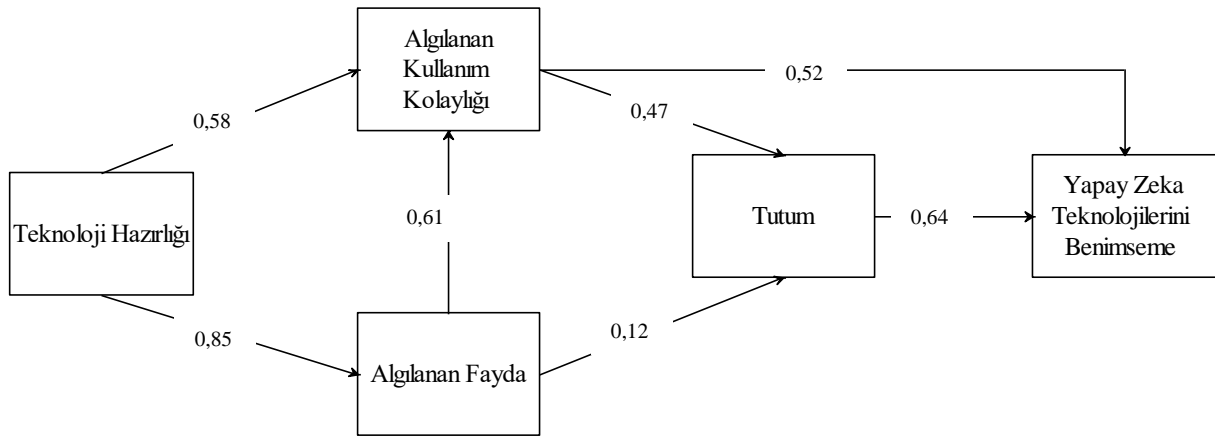 Algılanan
Kullanım
Kolaylığı
0,52
0,58
0,47
Teknoloji Hazırlığı
0,61
Tutum
0,64
Yapay Zeka
Teknolojilerini
Benimseme
0,85
0,12
Algılanan Fayda